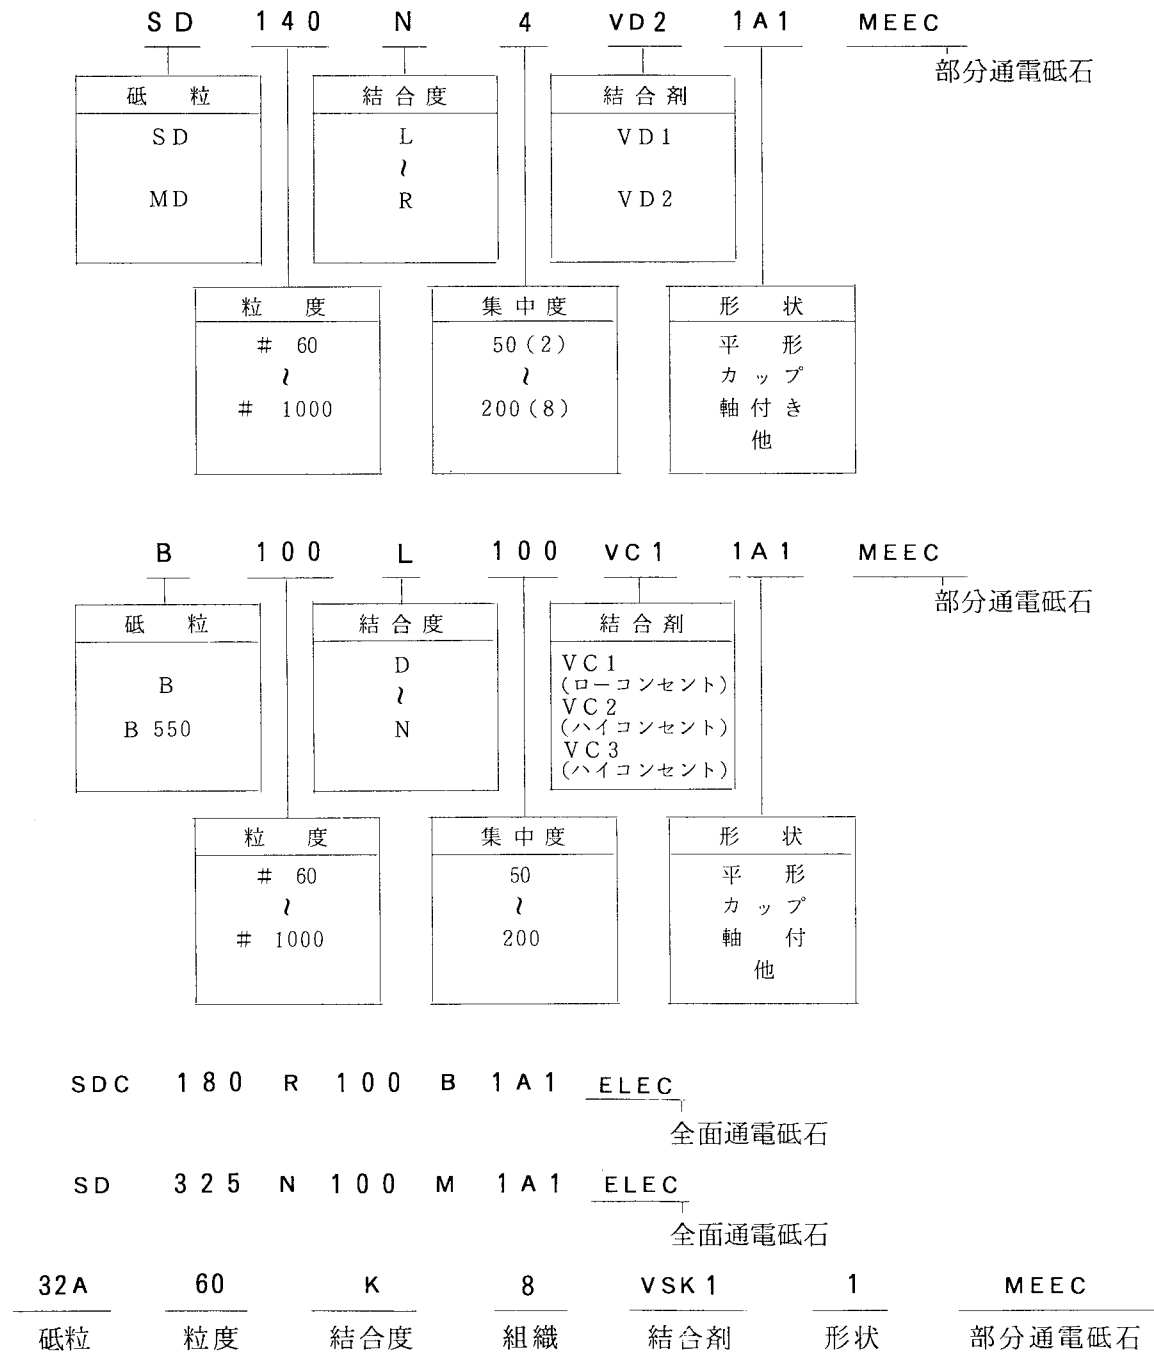 SD 140 N 4 VD2 1A1 MEEC
部分通電砥石
砥粒 結合度 結合剤
SD L VD1
~
MD R VD2
粒度 集中度 形状
# 60 50(2) 平形
~ ~ カップ
# 1000 200(8) 軸付き
他
B 100 L 100 VC1 1A1 MEEC
部分通電砥石
砥粒 結合度 結合剤
B D VC1
(ローコンセント)
~ VC2
B 550 N (ハイコンセント)
VC3
(ハイコンセント)
粒度 集中度 形状
# 60 50 平形
~ ~ カップ
# 1000 200 軸付
他
SDC 180 R 100 B 1A1 ELEC
全面通電砥石
SD 325 N 100 M 1A1 ELEC
全面通電砥石
32A 60 K 8 VSK1 1 MEEC
砥粒 粒度 結合度 組織 結合剤 形状 部分通電砥石